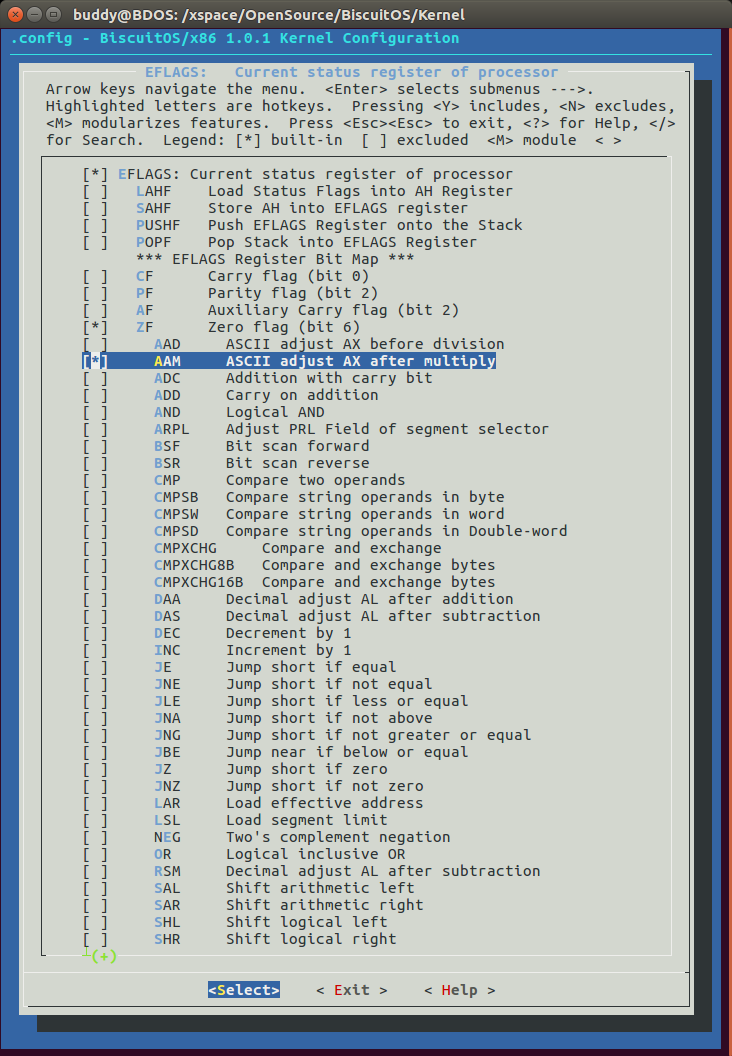 buddy@BDOS: /xspace/OpenSource/BiscuitOS/Kernel
.config - BiscuitOS/x86 1.0.1 Kernel Configuration
EFLAGS:   Current status register of processor
Arrow keys navigate the menu.  <Enter> selects submenus --->.
Highlighted letters are hotkeys.  Pressing <Y> includes, <N> excludes,
<M> modularizes features.  Press <Esc><Esc> to exit, <?> for Help, </>
for Search.  Legend: [*] built-in  [ ] excluded  <M> module  < >
[*] EFLAGS: Current status register of processor
[ ]   LAHF    Load Status Flags into AH Register
[ ]   SAHF    Store AH into EFLAGS register
[ ]   PUSHF   Push EFLAGS Register onto the Stack
[ ]   POPF    Pop Stack into EFLAGS Register
*** EFLAGS Register Bit Map ***
[ ]   CF      Carry flag (bit 0)
[ ]   PF      Parity flag (bit 2)
[ ]   AF      Auxiliary Carry flag (bit 2)
[*]   ZF      Zero flag (bit 6)
[ ]     AAD     ASCII adjust AX before division
[*]     AAM     ASCII adjust AX after multiply
[ ]     ADC     Addition with carry bit
[ ]     ADD     Carry on addition
[ ]     AND     Logical AND
[ ]     ARPL    Adjust PRL Field of segment selector
[ ]     BSF     Bit scan forward
[ ]     BSR     Bit scan reverse
[ ]     CMP     Compare two operands
[ ]     CMPSB   Compare string operands in byte
[ ]     CMPSW   Compare string operands in word
[ ]     CMPSD   Compare string operands in Double-word
[ ]     CMPXCHG     Compare and exchange
[ ]     CMPXCHG8B   Compare and exchange bytes
[ ]     CMPXCHG16B  Compare and exchange bytes
[ ]     DAA     Decimal adjust AL after addition
[ ]     DAS     Decimal adjust AL after subtraction
[ ]     DEC     Decrement by 1
[ ]     INC     Increment by 1
[ ]     JE      Jump short if equal
[ ]     JNE     Jump short if not equal
[ ]     JLE     Jump short if less or equal
[ ]     JNA     Jump short if not above
[ ]     JNG     Jump short if not greater or equal
[ ]     JBE     Jump near if below or equal
[ ]     JZ      Jump short if zero
[ ]     JNZ     Jump short if not zero
[ ]     LAR     Load effective address
[ ]     LSL     Load segment limit
[ ]     NEG     Two's complement negation
[ ]     OR      Logical inclusive OR
[ ]     RSM     Decimal adjust AL after subtraction
[ ]     SAL     Shift arithmetic left
[ ]     SAR     Shift arithmetic right
[ ]     SHL     Shift logical left
[ ]     SHR     Shift logical right
(+)
<Select>    < Exit >    < Help >